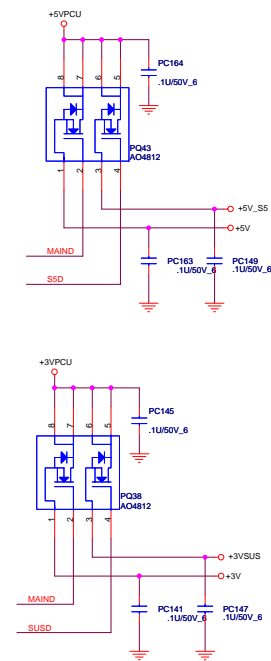 +5VPCU
PC164
.1U/50V_6
8 7 6 5
PQ43
AO4812
1 2 3 4
+5V_S5
+5V
MAIND
PC163
.1U/50V_6
PC149
.1U/50V_6
S5D
+3VPCU
PC145
.1U/50V_6
8 7 6 5
PQ38
AO4812
1 2 3 4
+3VSUS
+3V
MAIND
PC141
.1U/50V_6
PC147
.1U/50V_6
SUSD